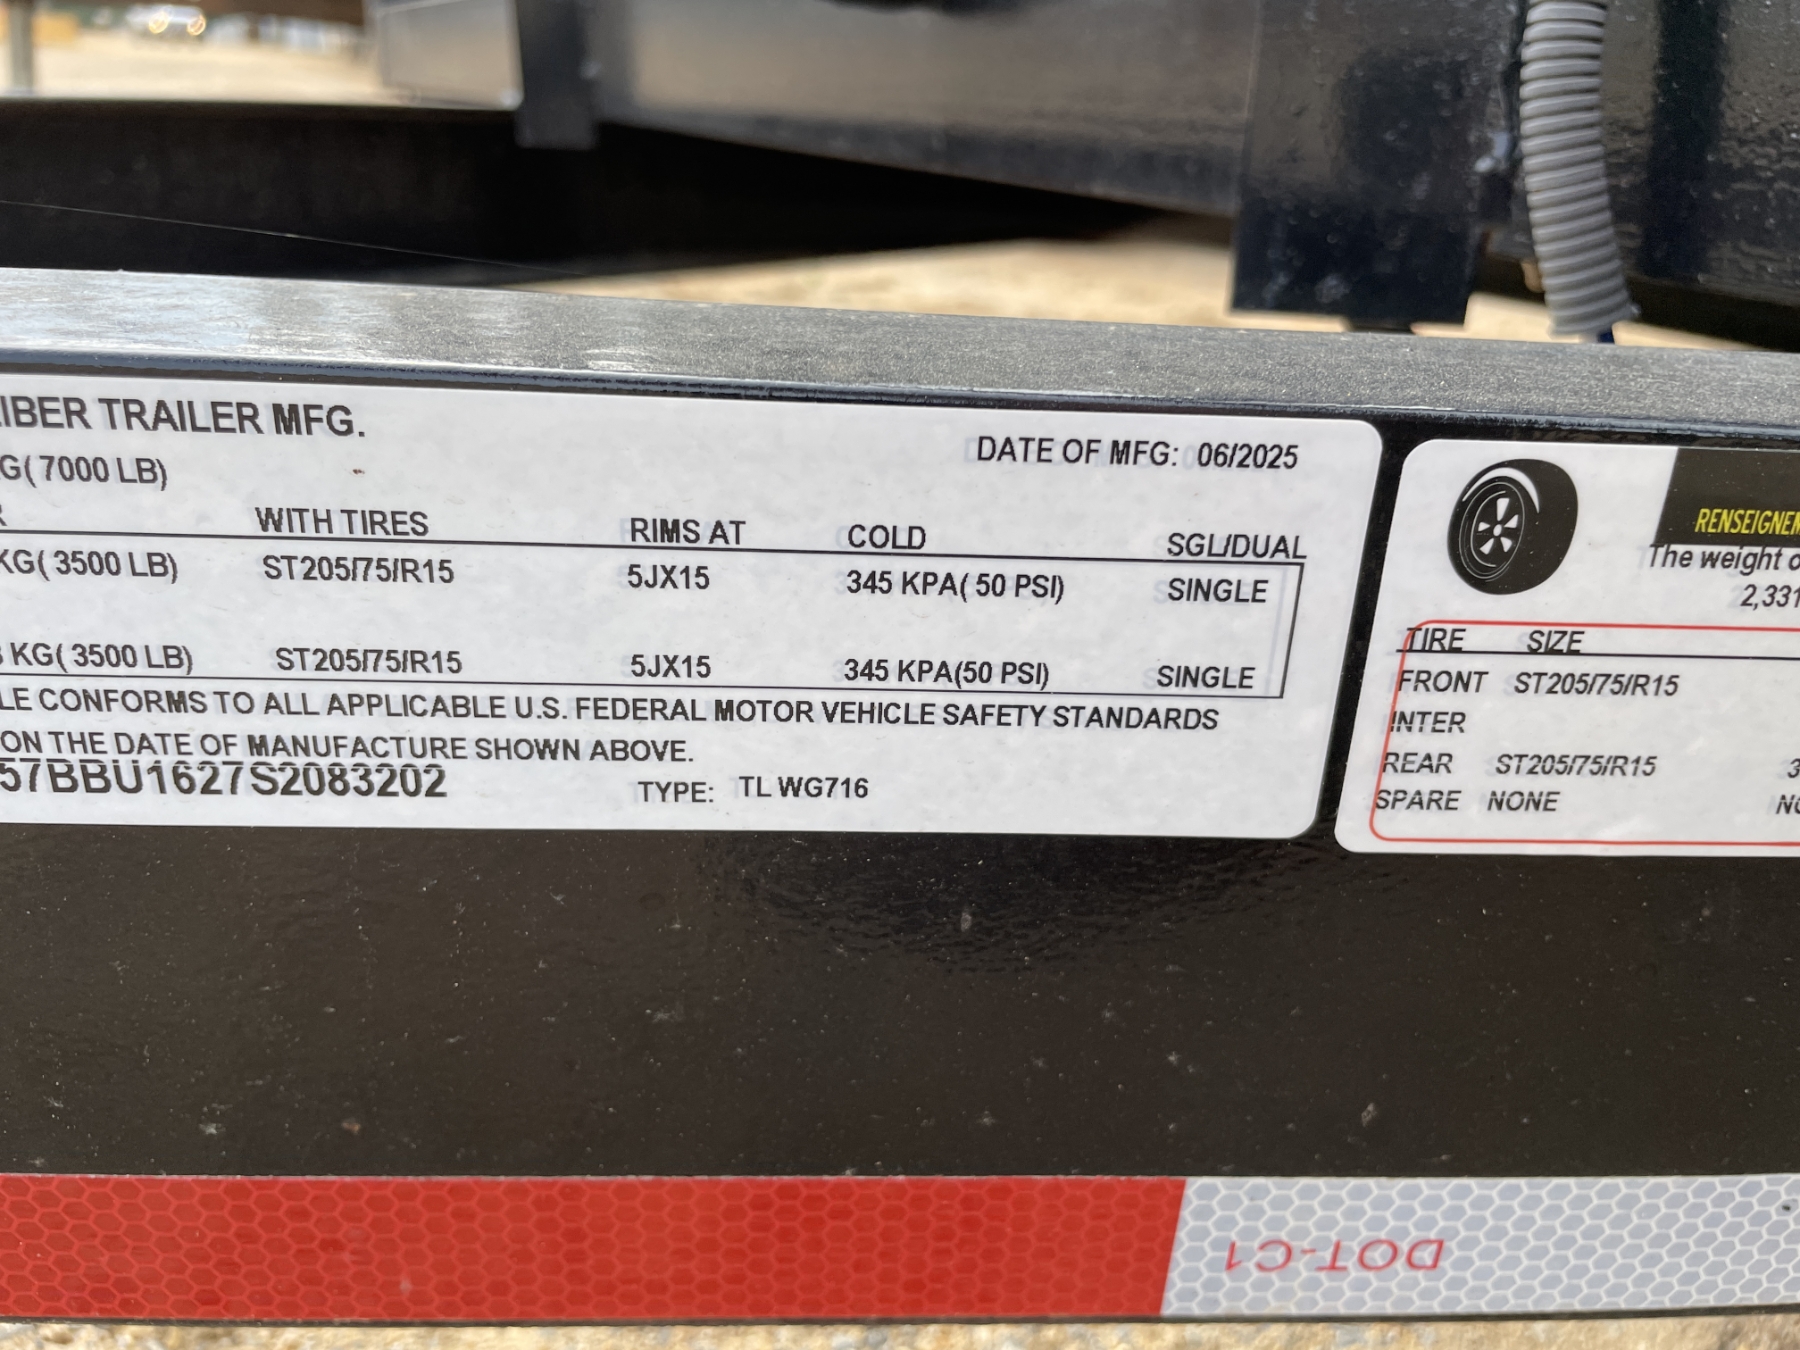 IBER TRAILER MFG.
DATE OF MFG: 06/2025
G(7000 LB)
WITH TIRES RIMS AT COLD SGL/DUAL
KG(3500 LB) ST205/75/R15 5JX15 345 KPA( 50 PSI) SINGLE
KG(3500 LB) ST205/75/R15 5JX15 345 KPA(50 PSI) SINGLE
LE CONFORMS TO ALL APPLICABLE U.S. FEDERAL MOTOR VEHICLE SAFETY STANDARDS
ON THE DATE OF MANUFACTURE SHOWN ABOVE.
57BBU1627S2083202 TYPE: TL WG716
RENSEIGNEM
The weight o
2,331
TIRE SIZE
FRONT ST205/75/R15
INTER
REAR ST205/75/R15 3
SPARE NONE NO
DOT-C1